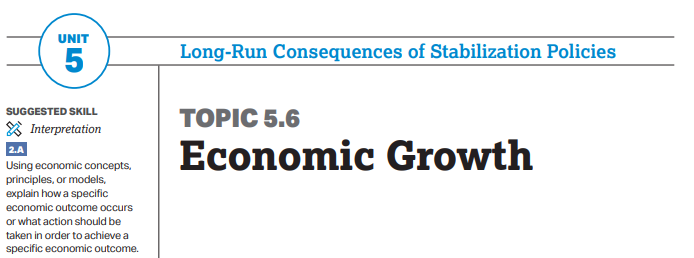 UNIT
5
Long-Run Consequences of Stabilization Policies
SUGGESTED SKILL
Interpretation
2.A
Using economic concepts,
principles, or models,
explain how a specific
economic outcome occurs
or what action should be
taken in order to achieve a
specific economic outcome.
TOPIC 5.6
Economic Growth